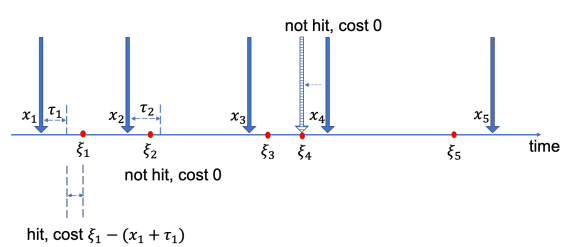 not hit, cost 0
x₁ τ₁ x₂ τ₂ x₃ x₄ x₅
ξ₁ ξ₂ ξ₃ ξ₄ ξ₅ time
not hit, cost 0
hit, cost ξ₁ − (x₁ + τ₁)